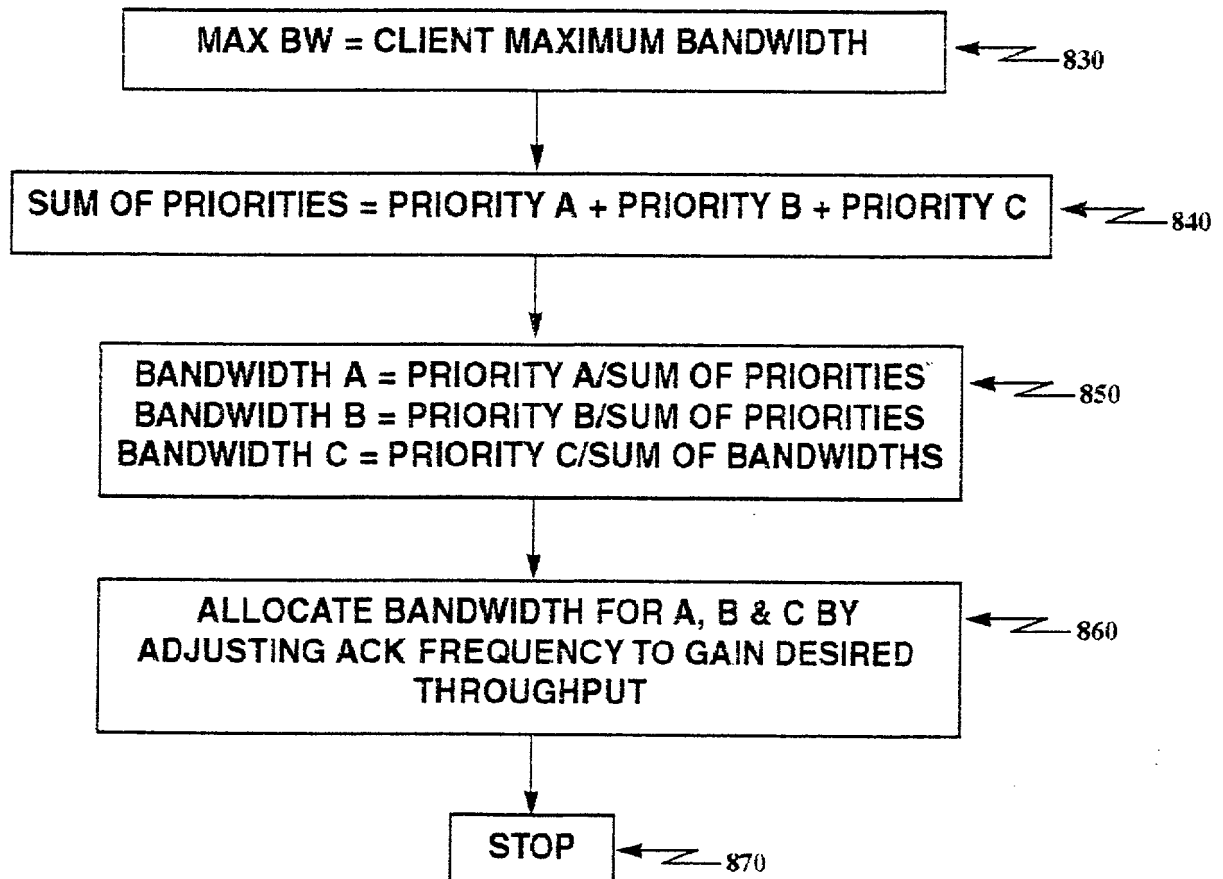 MAX BW = CLIENT MAXIMUM BANDWIDTH
830
SUM OF PRIORITIES = PRIORITY A + PRIORITY B + PRIORITY C
840
BANDWIDTH A = PRIORITY A/SUM OF PRIORITIES
BANDWIDTH B = PRIORITY B/SUM OF PRIORITIES
BANDWIDTH C = PRIORITY C/SUM OF BANDWIDTHS
850
ALLOCATE BANDWIDTH FOR A, B & C BY
ADJUSTING ACK FREQUENCY TO GAIN DESIRED
THROUGHPUT
860
STOP
870